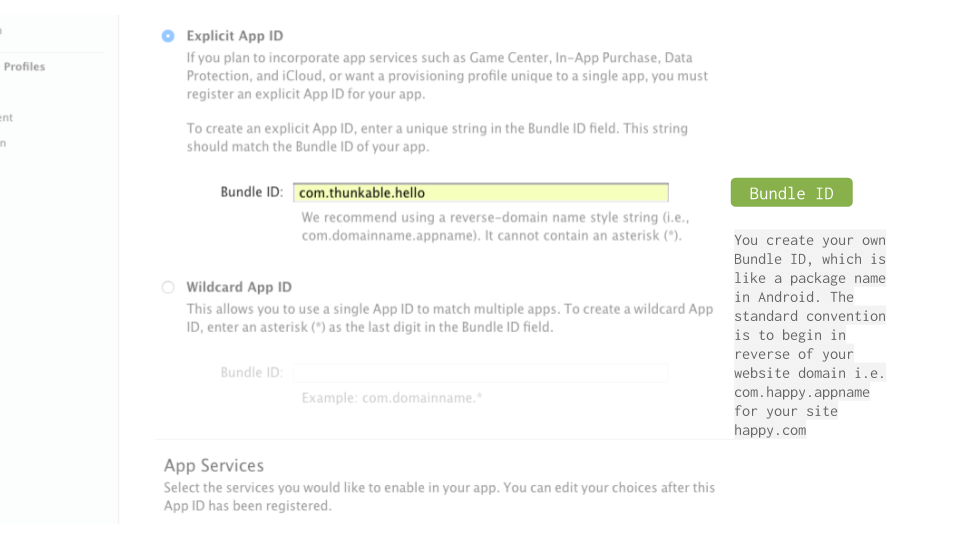 Profiles
Explicit App ID
If you plan to incorporate app services such as Game Center, In-App Purchase, Data
Protection, and iCloud, or want a provisioning profile unique to a single app, you must
register an explicit App ID for your app.
To create an explicit App ID, enter a unique string in the Bundle ID field. This string
should match the Bundle ID of your app.
Bundle ID: com.thunkable.hello
We recommend using a reverse-domain name style string (i.e.,
com.domainname.appname). It cannot contain an asterisk (*).
Wildcard App ID
This allows you to use a single App ID to match multiple apps. To create a wildcard App
ID, enter an asterisk (*) as the last digit in the Bundle ID field.
Bundle ID:
Example: com.domainname.*
App Services
Select the services you would like to enable in your app. You can edit your choices after this
App ID has been registered.
Bundle ID
You create your own
Bundle ID, which is
like a package name
in Android. The
standard convention
is to begin in
reverse of your
website domain i.e.
com.happy.appname
for your site
happy.com